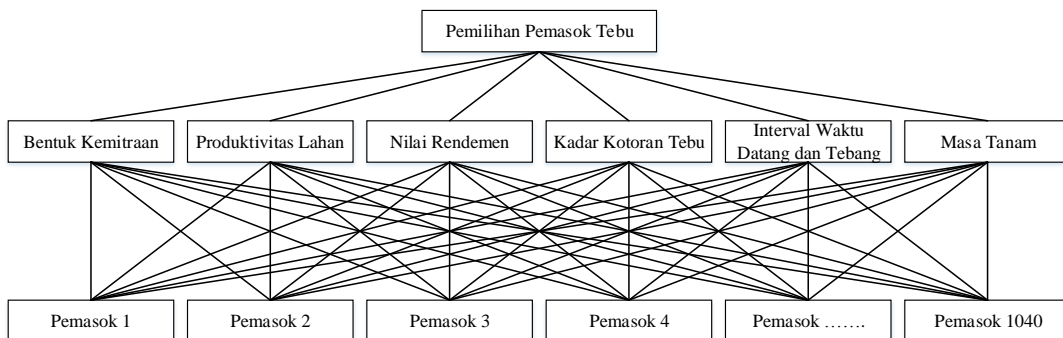 Pemilihan Pemasok Tebu
Bentuk Kemitraan
Produktivitas Lahan
Nilai Rendemen
Kadar Kotoran Tebu
Interval Waktu
Datang dan Tebang
Masa Tanam
Pemasok 1
Pemasok 2
Pemasok 3
Pemasok 4
Pemasok …….
Pemasok 1040